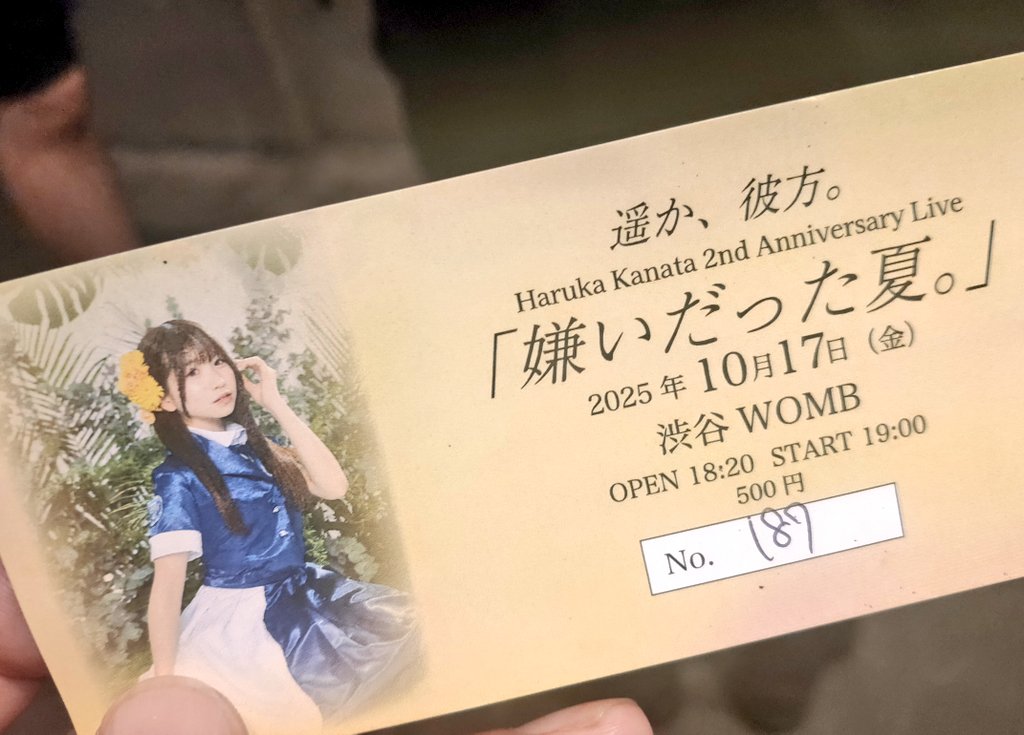 遥か、彼方。
Haruka Kanata 2nd Anniversary Live
「嫌いだった夏。」
2025年 10月17日（金）
渋谷 WOMB
OPEN 18:20 START 19:00
500円
No. 187